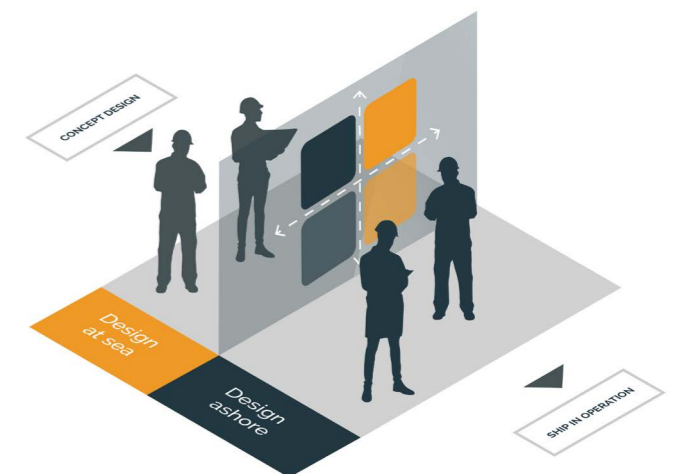 CONCEPT DESIGN
Design
at sea
Design
ashore
SHIP IN OPERATION